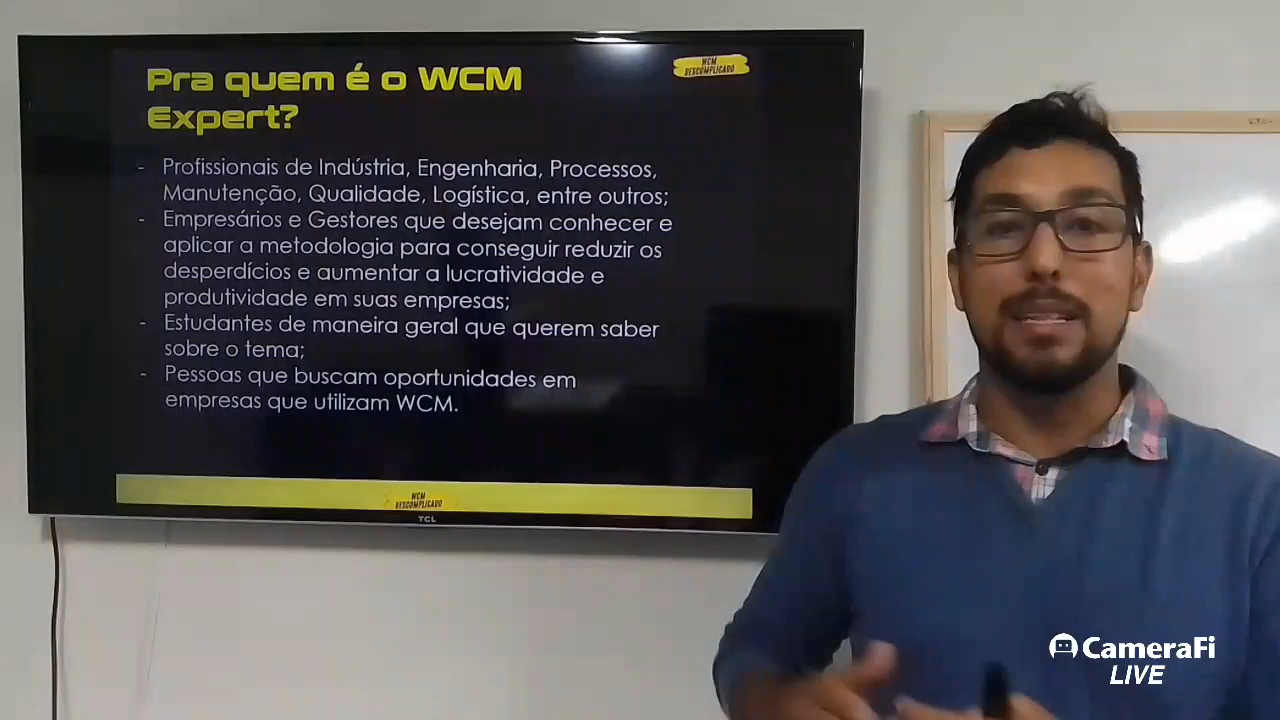 Pra quem é o WCM
Expert?
WCM
DESCOMPLICADO
- Profissionais de Indústria, Engenharia, Processos,
Manutenção, Qualidade, Logística, entre outros;
- Empresários e Gestores que desejam conhecer e
aplicar a metodologia para conseguir reduzir os
desperdícios e aumentar a lucratividade e
produtividade em suas empresas;
- Estudantes de maneira geral que querem saber
sobre o tema;
- Pessoas que buscam oportunidades em
empresas que utilizam WCM.
WCM
DESCOMPLICADO
TCL
CameraFi
LIVE